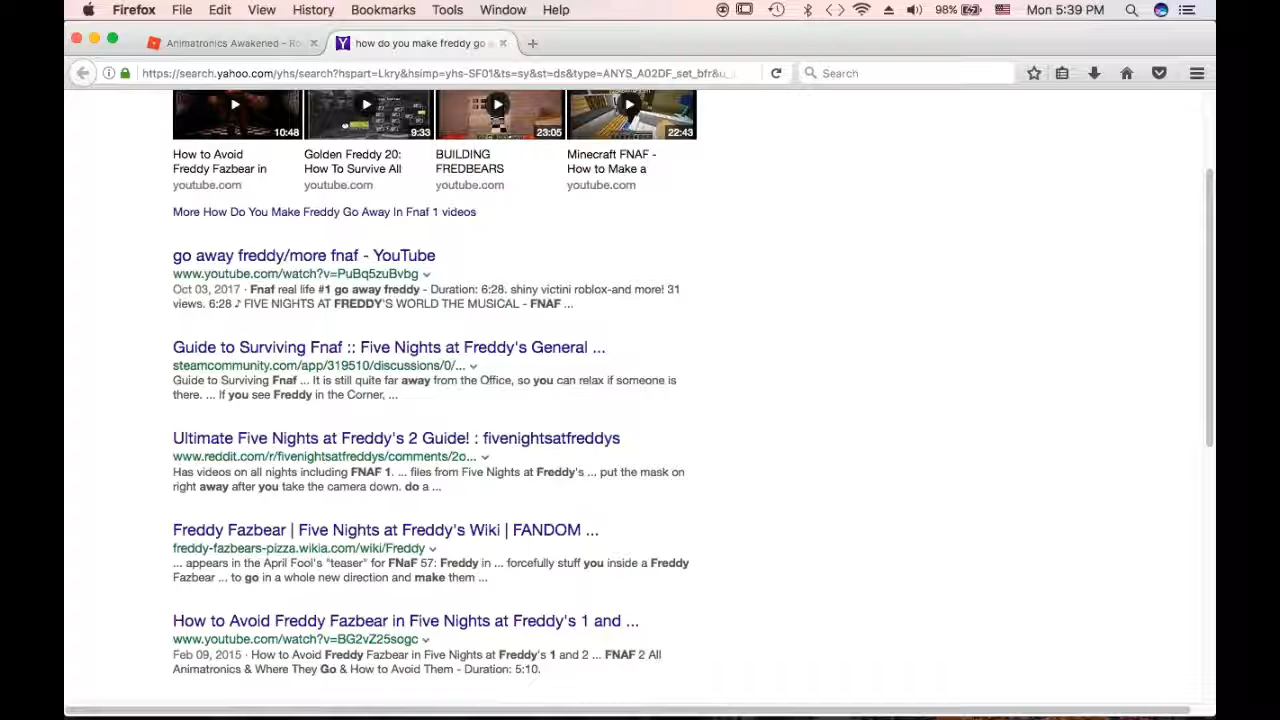 Firefox File Edit View History Bookmarks Tools Window Help 98% Mon 5:39 PM
Animatronics Awakened - Ro how do you make freddy go
https://search.yahoo.com/yhs/search?hspart=Lkry&hsimp=yhs-SF01&ts=sy&st=ds&type=ANYS_A02DF_set_bfr&u_ Search
10:48 9:33 23:05 22:43
How to Avoid Golden Freddy 20: BUILDING Minecraft FNAF -
Freddy Fazbear in How To Survive All FREDBEARS How to Make a
youtube.com youtube.com youtube.com youtube.com
More How Do You Make Freddy Go Away In Fnaf 1 videos
go away freddy/more fnaf - YouTube
www.youtube.com/watch?v=PuBq5zuBvbg
Oct 03, 2017 · Fnaf real life #1 go away freddy - Duration: 6:28. shiny victini roblox-and more! 31
views. 6:28 ♪ FIVE NIGHTS AT FREDDY'S WORLD THE MUSICAL - FNAF ...
Guide to Surviving Fnaf :: Five Nights at Freddy's General ...
steamcommunity.com/app/319510/discussions/0/...
Guide to Surviving Fnaf ... It is still quite far away from the Office, so you can relax if someone is
there. ... If you see Freddy in the Corner, ...
Ultimate Five Nights at Freddy's 2 Guide! : fivenightsatfreddys
www.reddit.com/r/fivenightsatfreddys/comments/2o...
Has videos on all nights including FNAF 1. ... files from Five Nights at Freddy's ... put the mask on
right away after you take the camera down. do a ...
Freddy Fazbear | Five Nights at Freddy's Wiki | FANDOM ...
freddy-fazbears-pizza.wikia.com/wiki/Freddy
... appears in the April Fool's "teaser" for FNaF 57: Freddy in ... forcefully stuff you inside a Freddy
Fazbear ... to go in a whole new direction and make them ...
How to Avoid Freddy Fazbear in Five Nights at Freddy's 1 and ...
www.youtube.com/watch?v=BG2vZ25sogc
Feb 09, 2015 · How to Avoid Freddy Fazbear in Five Nights at Freddy's 1 and 2 ... FNAF 2 All
Animatronics & Where They Go & How to Avoid Them - Duration: 5:10.